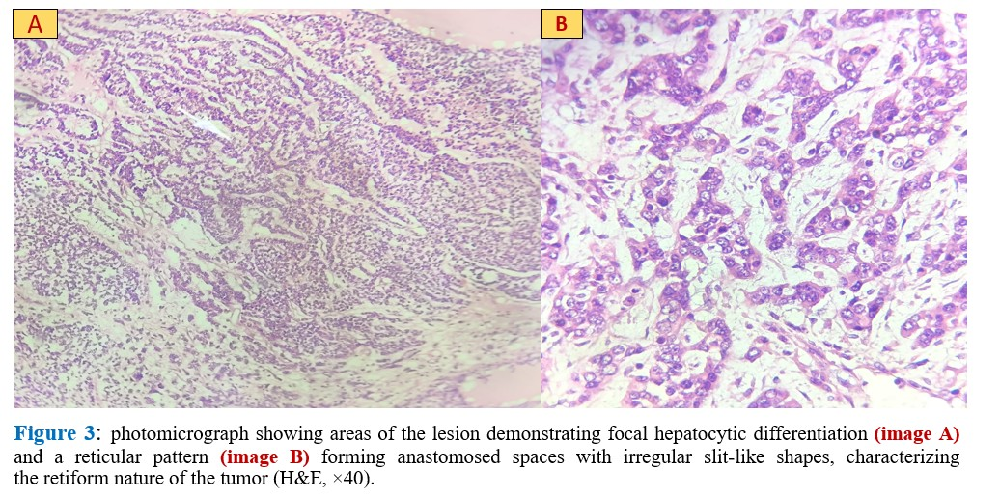 A
B
Figure 3: photomicrograph showing areas of the lesion demonstrating focal hepatocytic differentiation (image A)
and a reticular pattern (image B) forming anastomosed spaces with irregular slit-like shapes, characterizing
the retiform nature of the tumor (H&E, ×40).